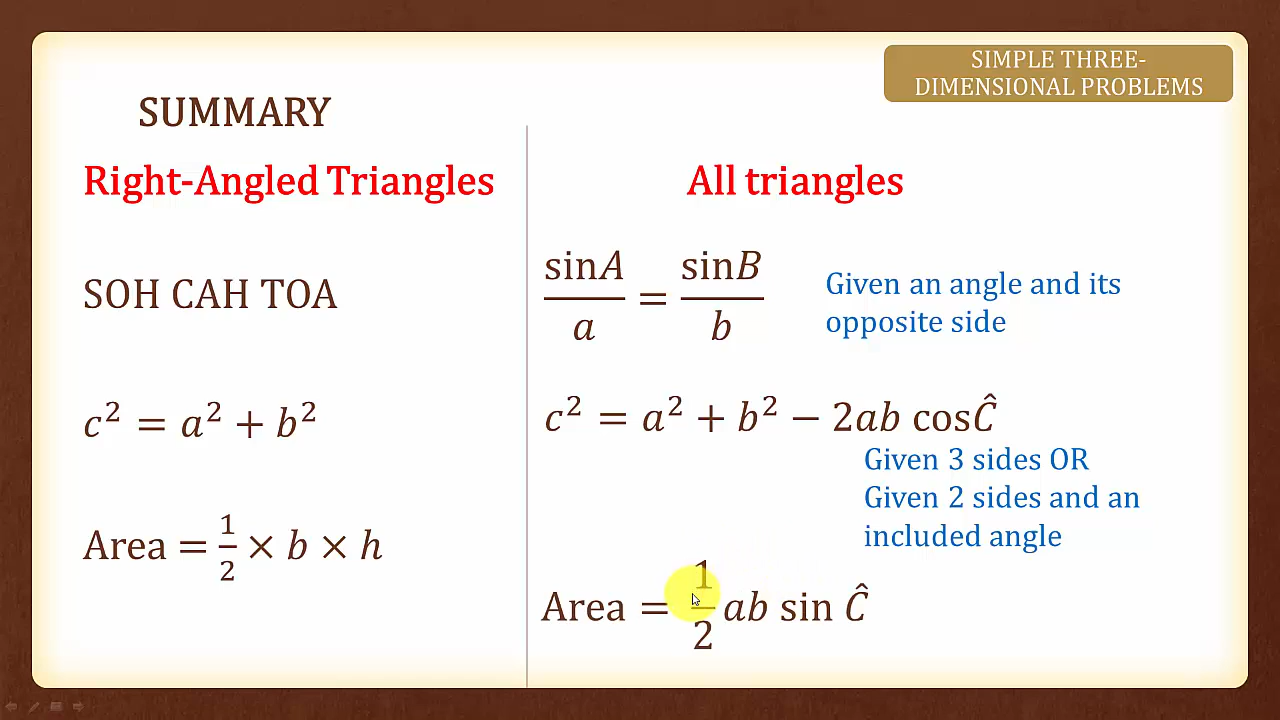 SIMPLE THREE-
DIMENSIONAL PROBLEMS
SUMMARY
Right-Angled Triangles
SOH CAH TOA
c² = a² + b²
Area = 1/2 × b × h
All triangles
sinA/a = sinB/b
Given an angle and its
opposite side
c² = a² + b² − 2ab cosĈ
Given 3 sides OR
Given 2 sides and an
included angle
Area = 1/2 ab sin Ĉ